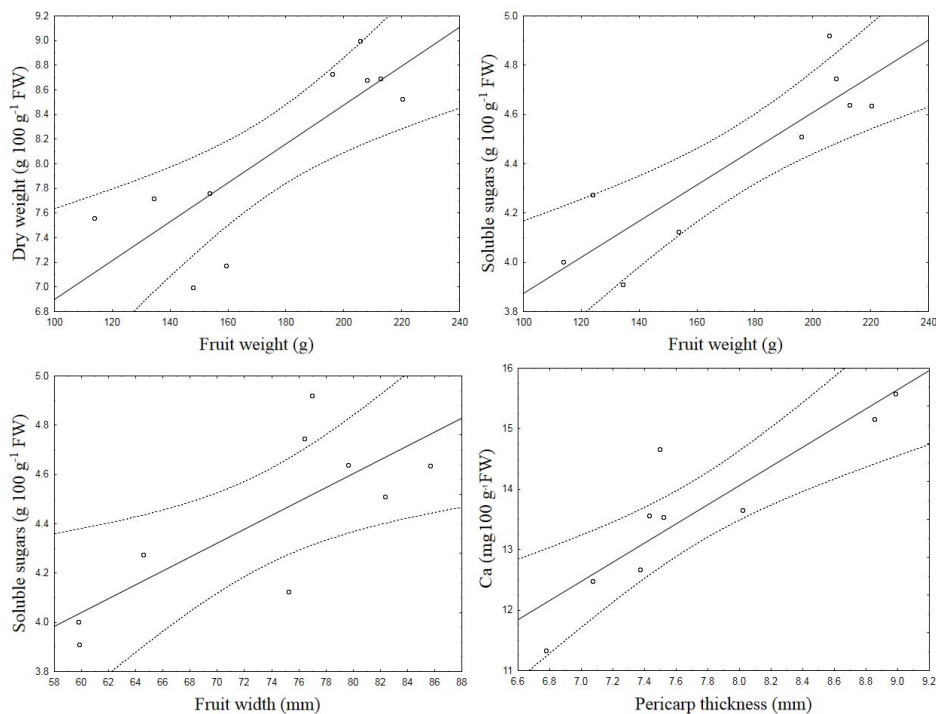 Dry weight (g 100 g⁻¹ FW)
9.2
9.0
8.8
8.6
8.4
8.2
8.0
7.8
7.6
7.4
7.2
7.0
6.8
100 120 140 160 180 200 220 240
Fruit weight (g)
Soluble sugars (g 100 g⁻¹ FW)
5.0
4.8
4.6
4.4
4.2
4.0
3.8
100 120 140 160 180 200 220 240
Fruit weight (g)
Soluble sugars (g 100 g⁻¹ FW)
5.0
4.8
4.6
4.4
4.2
4.0
3.8
58 60 62 64 66 68 70 72 74 76 78 80 82 84 86 88
Fruit width (mm)
Ca (mg100 g⁻¹FW)
16
15
14
13
12
11
6.6 6.8 7.0 7.2 7.4 7.6 7.8 8.0 8.2 8.4 8.6 8.8 9.0 9.2
Pericarp thickness (mm)